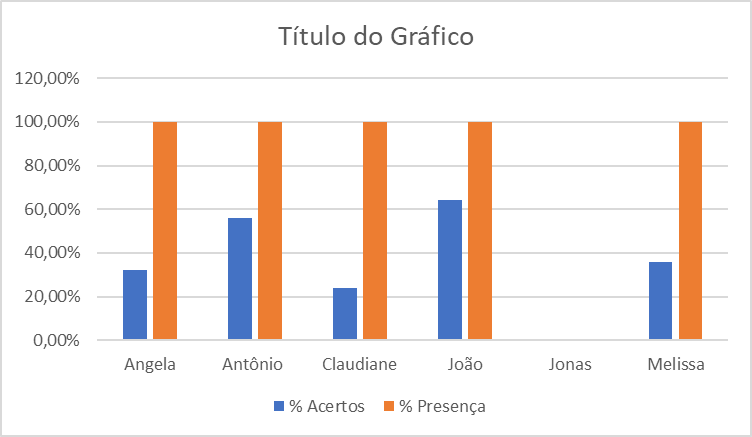 Título do Gráfico
120,00%
100,00%
80,00%
60,00%
40,00%
20,00%
0,00%
Angela Antônio Claudiane João Jonas Melissa
% Acertos % Presença